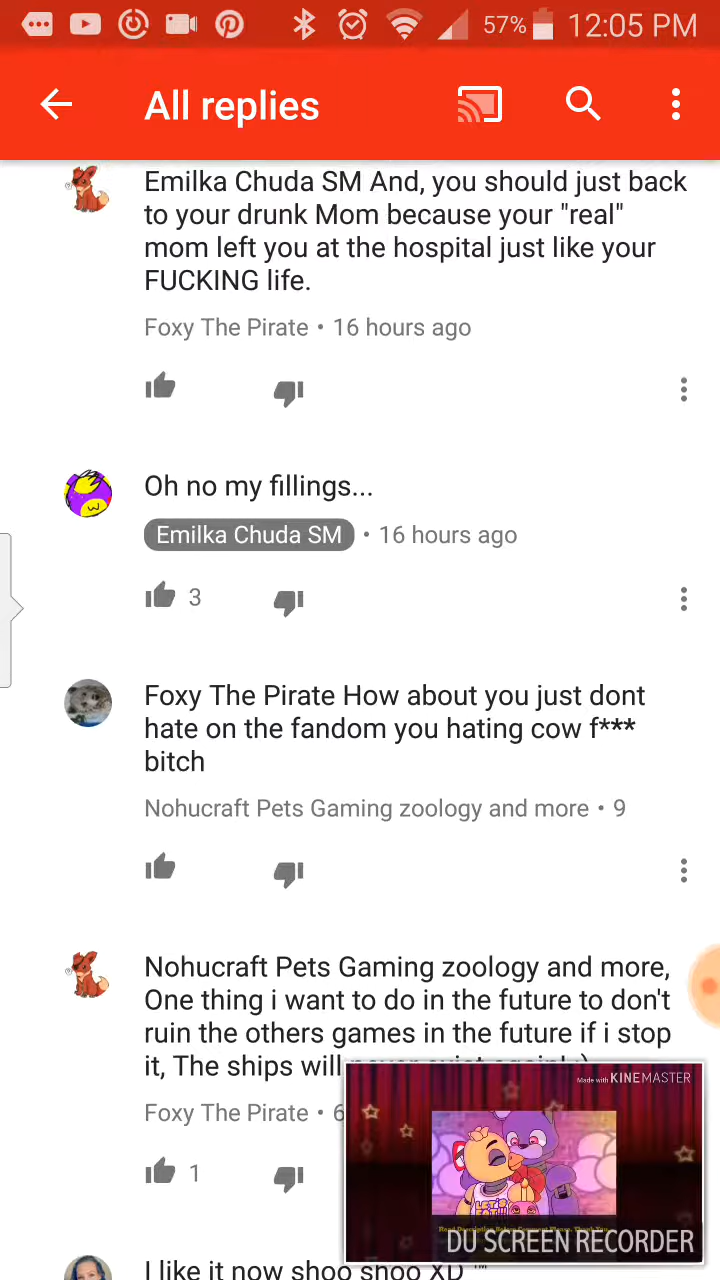 57% 12:05 PM
All replies
Emilka Chuda SM And, you should just back
to your drunk Mom because your "real"
mom left you at the hospital just like your
FUCKING life.
Foxy The Pirate • 16 hours ago
Oh no my fillings...
Emilka Chuda SM • 16 hours ago
3
Foxy The Pirate How about you just dont
hate on the fandom you hating cow f***
bitch
Nohucraft Pets Gaming zoology and more • 9
Nohucraft Pets Gaming zoology and more,
One thing i want to do in the future to don't
ruin the others games in the future if i stop
it, The ships will never exist again!:)
Foxy The Pirate • 6
1
Made with KINEMASTER
LET'S EAT!!!
DU SCREEN RECORDER
I like it now shoo shoo XD ™